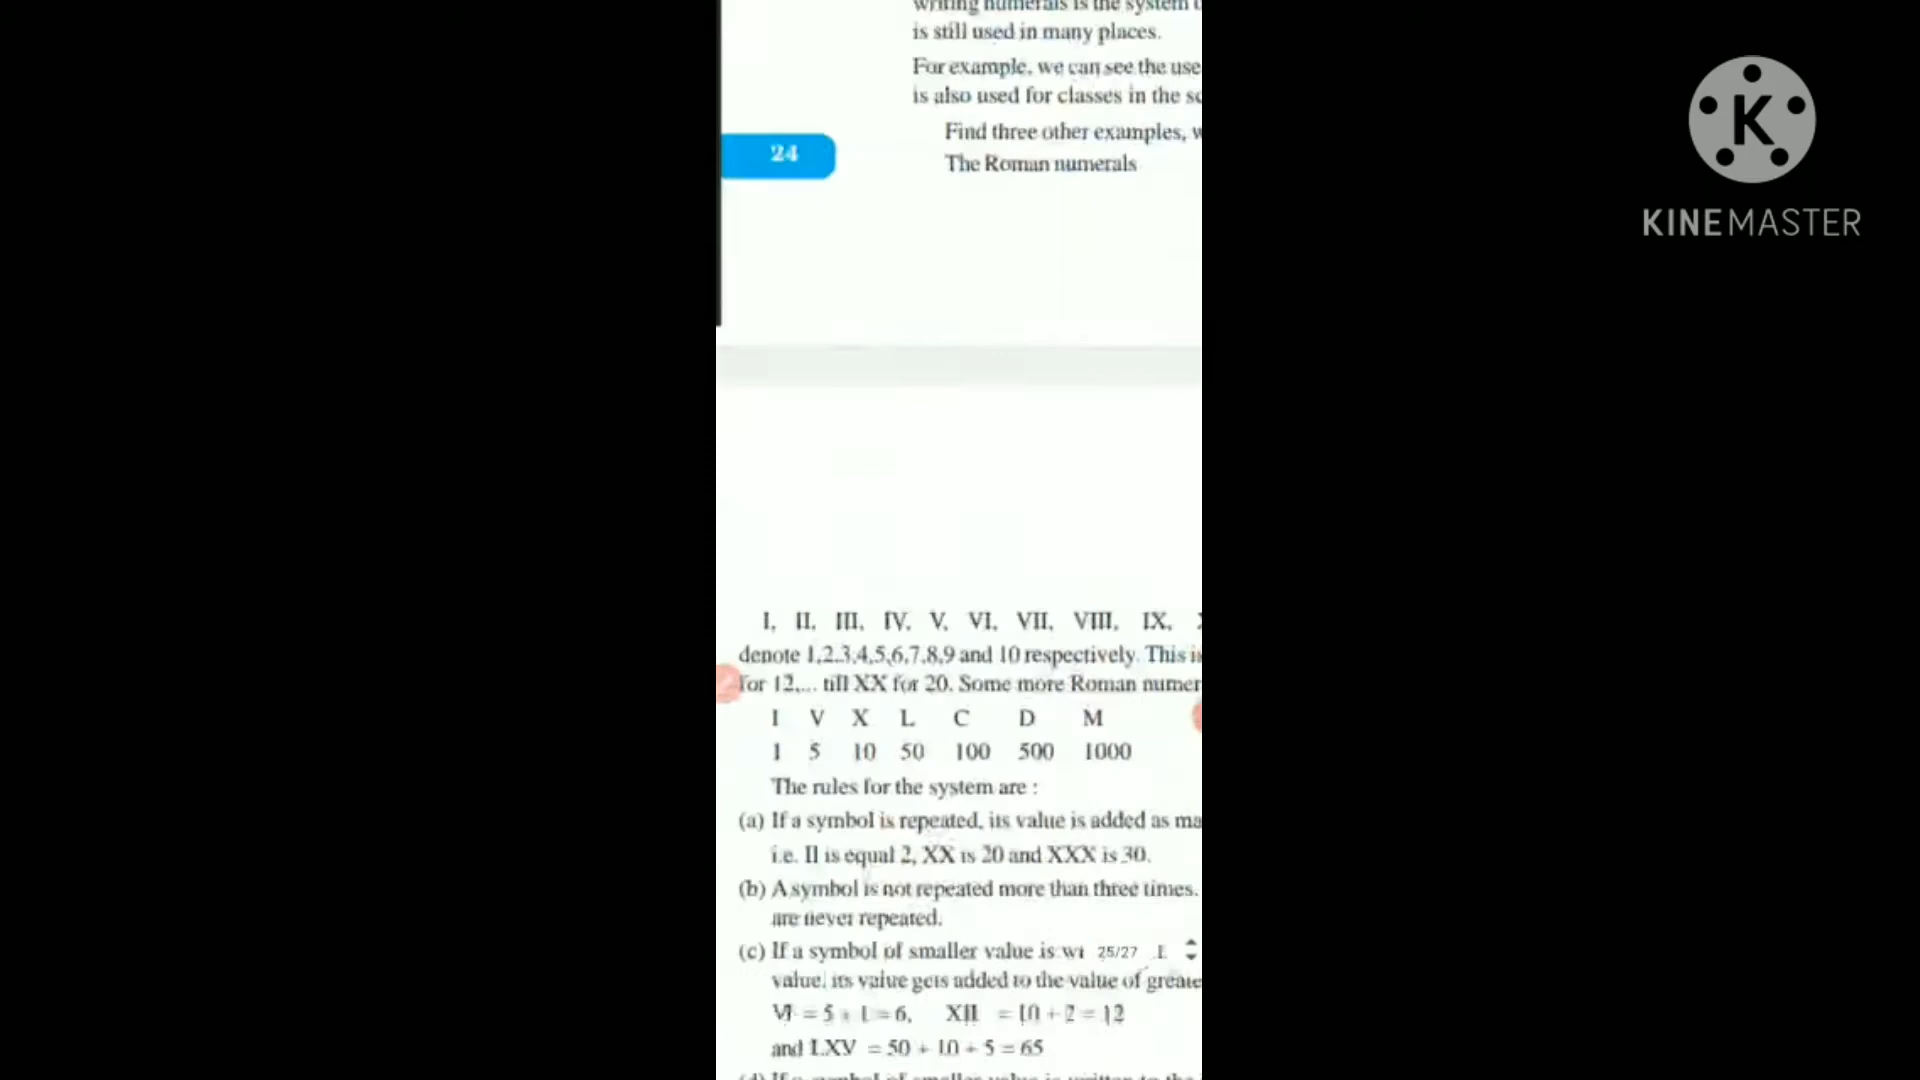 writing numerals is the system
is still used in many places.
For example, we can see the use
is also used for classes in the
Find three other examples,
The Roman numerals
24
KINEMASTER
I, II, III, IV, V, VI, VII, VIII, IX,
denote 1,2,3,4,5,6,7,8,9 and 10 respectively. This is
for 12,... till XX for 20. Some more Roman numer
I V X L C D M
1 5 10 50 100 500 1000
The rules for the system are :
(a) If a symbol is repeated, its value is added as ma
i.e. II is equal 2, XX is 20 and XXX is 30.
(b) A symbol is not repeated more than three times.
are never repeated.
(c) If a symbol of smaller value is wr 25/27
value, its value gets added to the value of greate
VI = 5 + 1 = 6, XII = 10 + 2 = 12
and LXV = 50 + 10 + 5 = 65